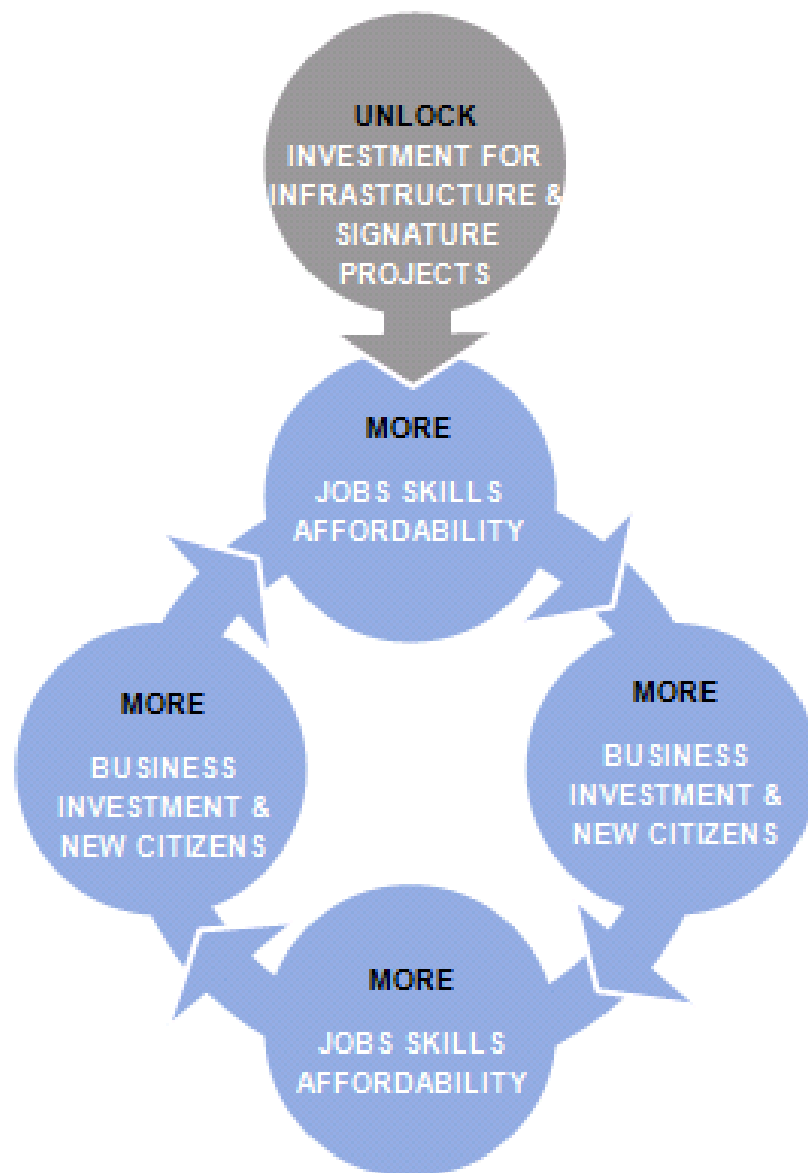 UNLOCK
INVESTMENT FOR
INFRASTRUCTURE &
SIGNATURE
PROJECTS
MORE
JOBS SKILLS
AFFORDABILITY
MORE
BUSINESS
INVESTMENT &
NEW CITIZENS
MORE
BUSINESS
INVESTMENT &
NEW CITIZENS
MORE
JOBS SKILLS
AFFORDABILITY